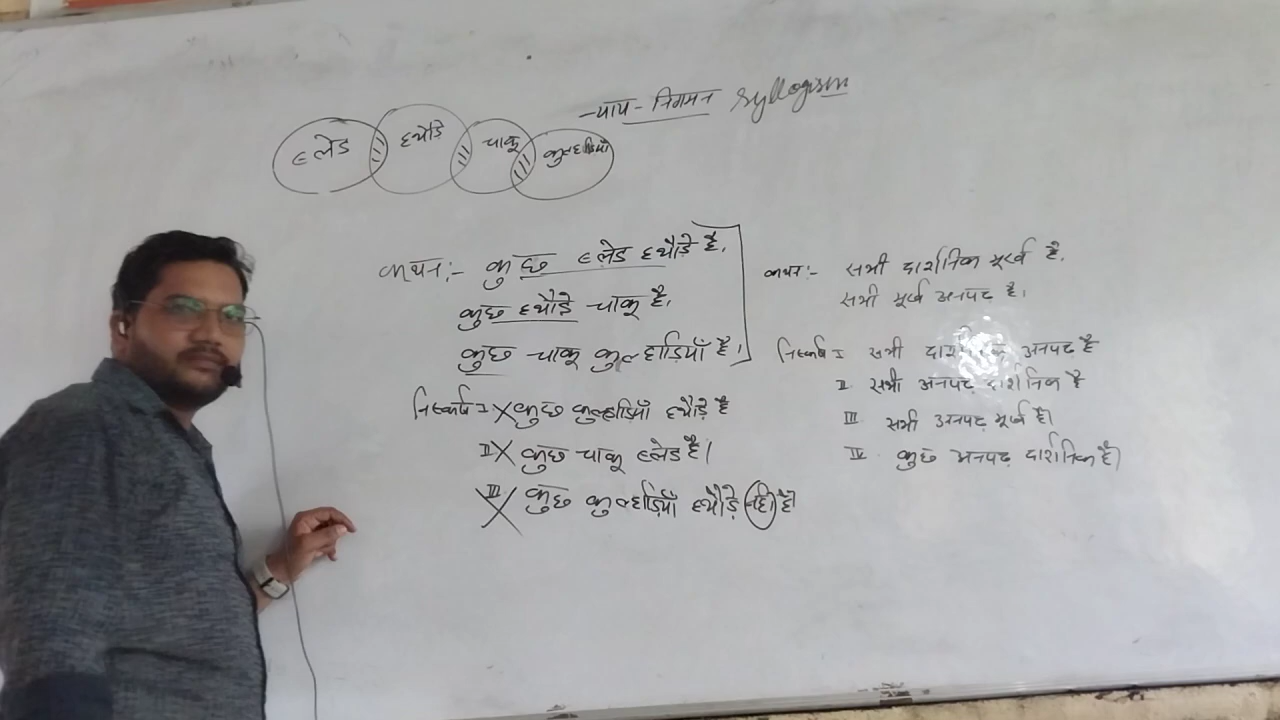 न्याय - निगमन Syllogism
ब्लेड हथौड़े चाकू कुल्हाड़ियाँ
कथन:- कुछ ब्लेड हथौड़े है.
कुछ हथौड़े चाकू है.
कुछ चाकू कुल्हाड़ियाँ है।
निष्कर्ष I X कुछ कुल्हाड़ियाँ हथौड़े है
II X कुछ चाकू ब्लेड है।
III X कुछ कुल्हाड़ियाँ हथौड़े नही है।
कथन:- सभी दार्शनिक मूर्ख है.
सभी मूर्ख अनपढ़ है।
निष्कर्ष I सभी दार्शनिक अनपढ है
II सभी अनपढ़ दार्शनिक है
III सभी अनपढ़ मूर्ख है।
IV कुछ अनपढ़ दार्शनिक है।